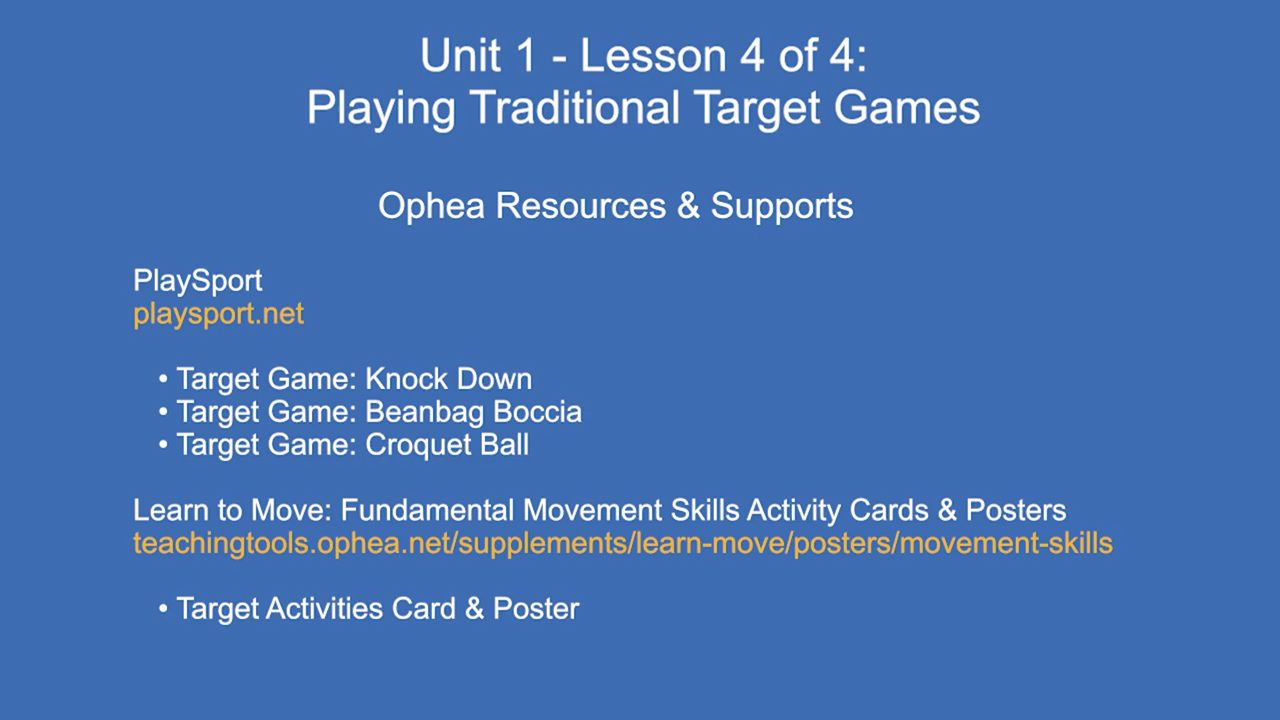 Unit 1 - Lesson 4 of 4:
Playing Traditional Target Games
Ophea Resources & Supports
PlaySport
playsport.net
• Target Game: Knock Down
• Target Game: Beanbag Boccia
• Target Game: Croquet Ball
Learn to Move: Fundamental Movement Skills Activity Cards & Posters
teachingtools.ophea.net/supplements/learn-move/posters/movement-skills
• Target Activities Card & Poster